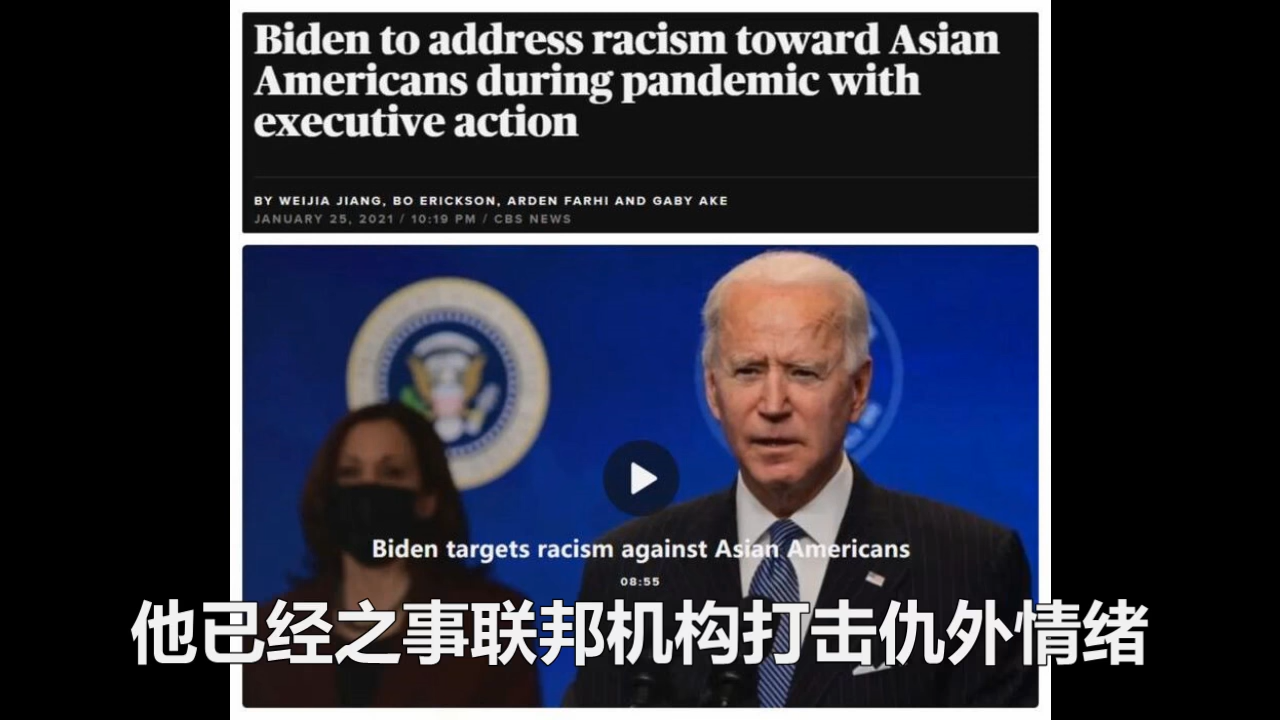 Biden to address racism toward Asian
Americans during pandemic with
executive action
BY WEIJIA JIANG, BO ERICKSON, ARDEN FARHI AND GABY AKE
JANUARY 25, 2021 / 10:19 PM / CBS NEWS
Biden targets racism against Asian Americans
08:55
他已经之事联邦机构打击仇外情绪